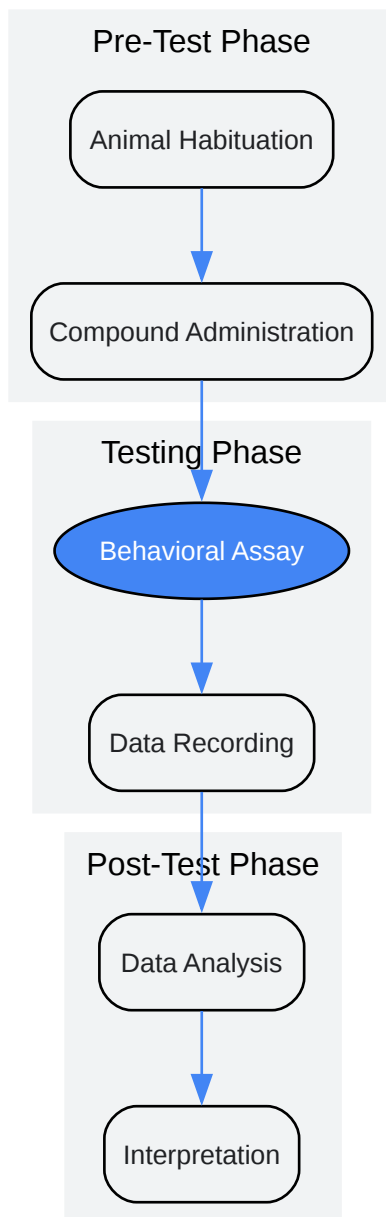 Pre-Test Phase
Animal Habituation
Compound Administration
Testing Phase
Behavioral Assay
Data Recording
Post-Test Phase
Data Analysis
Interpretation